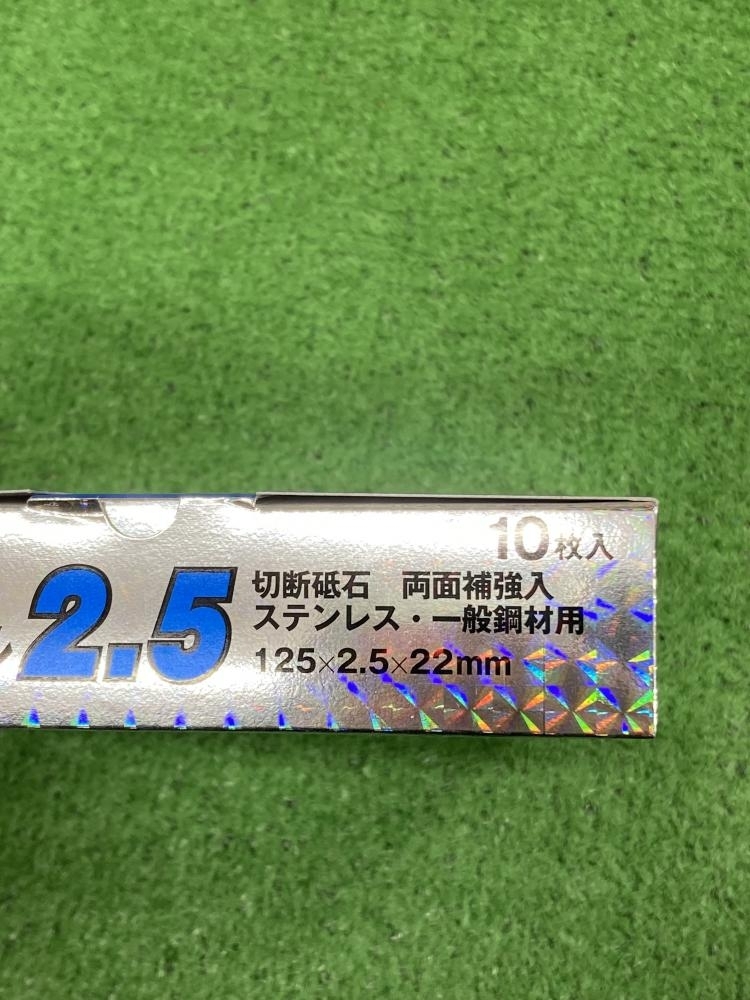 10枚入
2.5
切断砥石 両面補強入
ステンレス・一般鋼材用
125×2.5×22mm